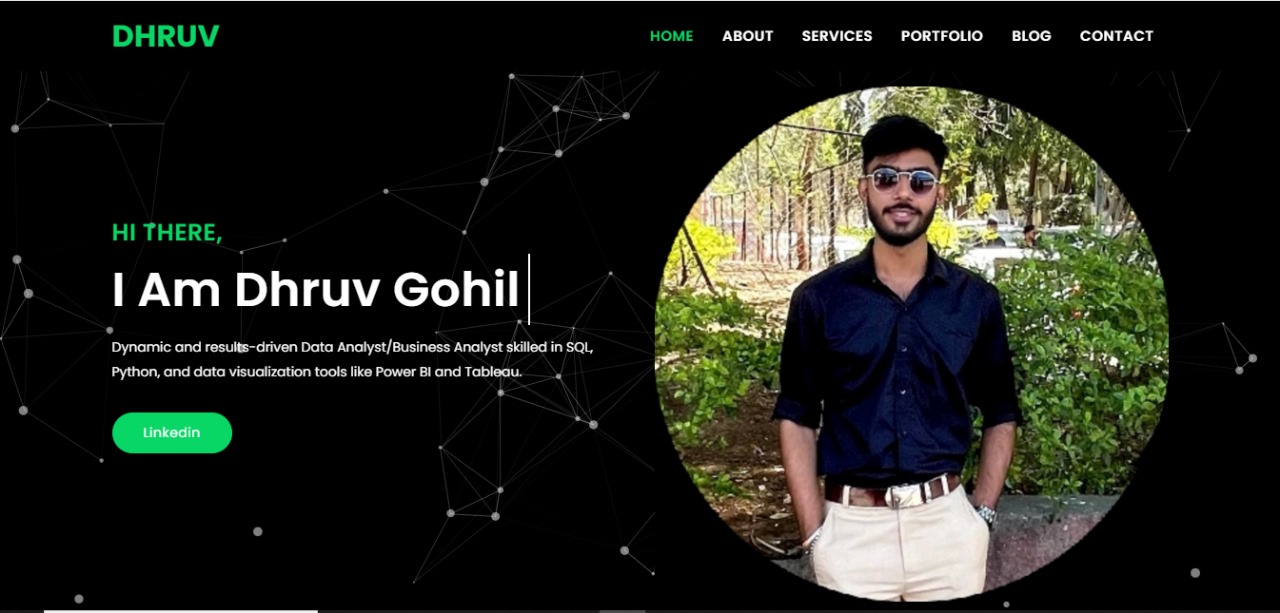 DHRUV
HOME ABOUT SERVICES PORTFOLIO BLOG CONTACT
HI THERE,
I Am Dhruv Gohil
Dynamic and results-driven Data Analyst/Business Analyst skilled in SQL,
Python, and data visualization tools like Power BI and Tableau.
Linkedin